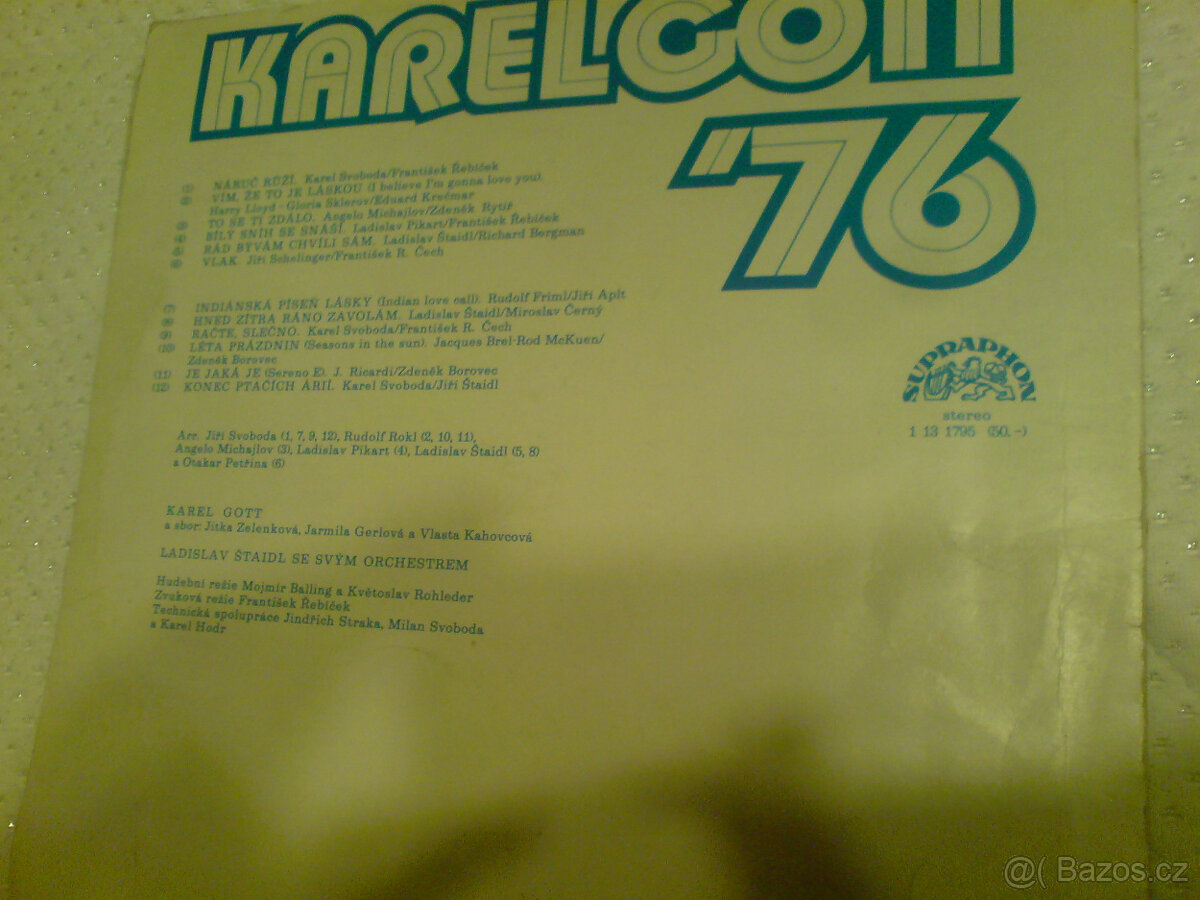 KAREL GOTT
'76
(1) NÁRUČ RŮŽÍ. Karel Svoboda/František Řebíček
(2) VÍM, ŽE TO JE LÁSKOU (I believe I'm gonna love you).
Harry Lloyd - Gloria Sklerov/Eduard Krečmar
(3) TO SE TI ZDÁLO. Angelo Michajlov/Zdeněk Rytíř
(4) BÍLÝ SNÍH SE SNÁŠÍ. Ladislav Pikart/František Řebíček
(5) RÁD BÝVÁM CHVÍLI SÁM. Ladislav Štaidl/Richard Bergman
(6) VLAK. Jiří Schelinger/František R. Čech
(7) INDIÁNSKÁ PÍSEŇ LÁSKY (Indian love call). Rudolf Friml/Jiří Aplt
(8) HNED ZÍTRA RÁNO ZAVOLÁM. Ladislav Štaidl/Miroslav Černý
(9) RAČTE, SLEČNO. Karel Svoboda/František R. Čech
(10) LÉTA PRÁZDNIN (Seasons in the sun). Jacques Brel-Rod McKuen/
Zdeněk Borovec
(11) JE JAKÁ JE (Sereno E). J. Ricardi/Zdeněk Borovec
(12) KONEC PTAČÍCH ÁRIÍ. Karel Svoboda/Jiří Štaidl
SUPRAPHON
stereo
1 13 1795 (50.-)
Arr. Jiří Svoboda (1, 7, 9, 12), Rudolf Rokl (2, 10, 11),
Angelo Michajlov (3), Ladislav Pikart (4), Ladislav Štaidl (5, 8)
a Otakar Petřina (6)
KAREL GOTT
a sbor: Jitka Zelenková, Jarmila Gerlová a Vlasta Kahovcová
LADISLAV ŠTAIDL SE SVÝM ORCHESTREM
Hudební režie Mojmír Balling a Květoslav Rohleder
Zvuková režie František Řebíček
Technická spolupráce Jindřich Straka, Milan Svoboda
a Karel Hodr
@( Bazos.cz